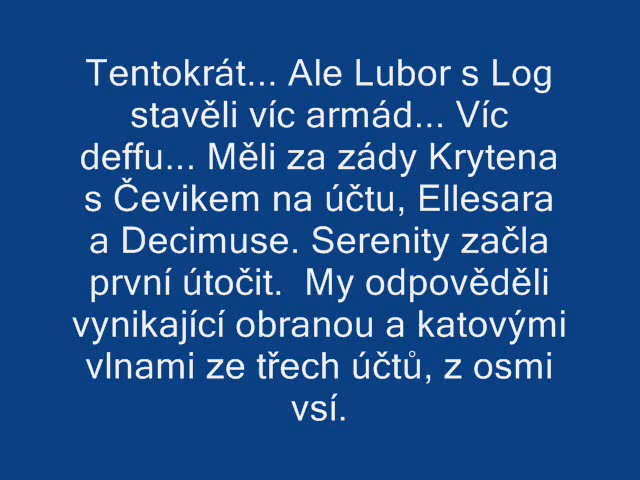 Tentokrát... Ale Lubor s Log
stavěli víc armád... Víc
deffu... Měli za zády Krytena
s Čevikem na účtu, Ellesara
a Decimuse. Serenity začla
první útočit.  My odpověděli
vynikající obranou a katovými
vlnami ze třech účtů, z osmi
vsí.